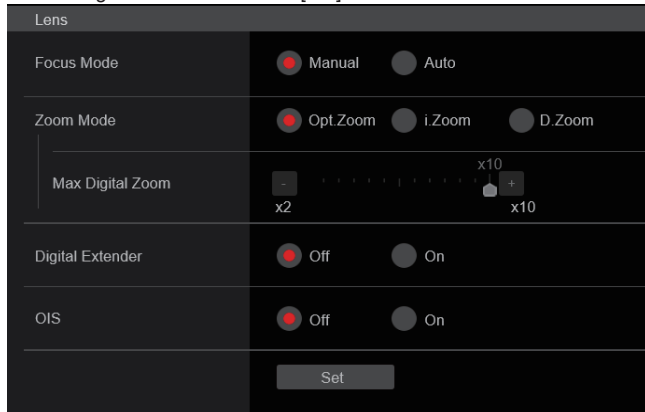 Lens
Focus Mode Manual Auto
Zoom Mode Opt.Zoom i.Zoom D.Zoom
x10
Max Digital Zoom - +
x2 x10
Digital Extender Off On
OIS Off On
Set